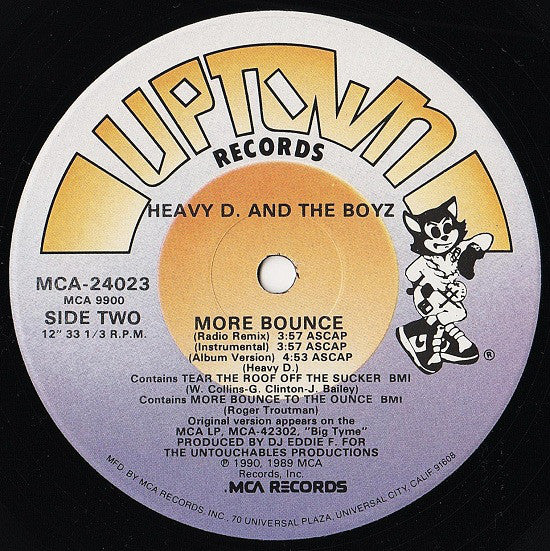 UPTOWN
RECORDS
HEAVY D. AND THE BOYZ
MCA-24023
MCA 9900
SIDE TWO
12" 33 1/3 R.P.M.
MORE BOUNCE
(Radio Remix) 3:57 ASCAP
(Instrumental) 3:57 ASCAP
(Album Version) 4:53 ASCAP
(Heavy D.)
Contains TEAR THE ROOF OFF THE SUCKER BMI
(W. Collins-G. Clinton-J. Bailey)
Contains MORE BOUNCE TO THE OUNCE BMI
(Roger Troutman)
Original version appears on the
MCA LP, MCA-42302, "Big Tyme"
PRODUCED BY DJ EDDIE F. FOR
THE UNTOUCHABLES PRODUCTIONS
℗ 1990, 1989 MCA
Records, Inc.
.MCA RECORDS
MFD. BY MCA RECORDS, INC., 70 UNIVERSAL PLAZA, UNIVERSAL CITY, CALIF. 91608
®